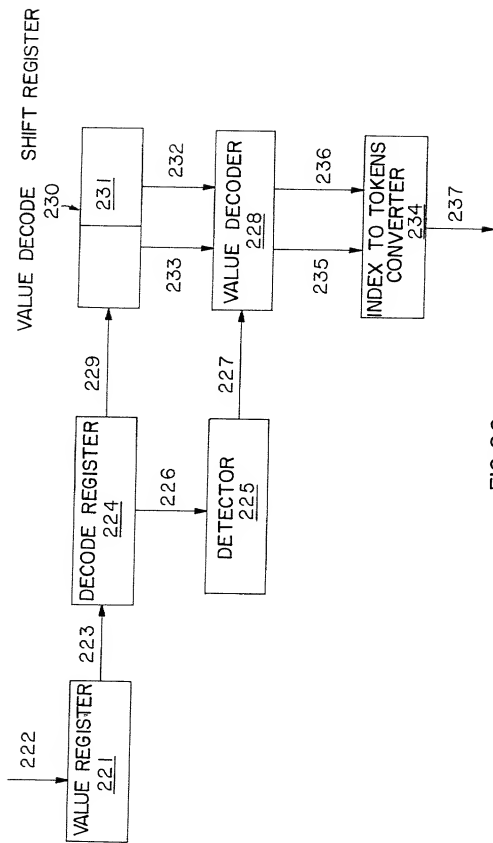 222
VALUE REGISTER
221
223
DECODE REGISTER
224
226
DETECTOR
225
229
227
VALUE DECODE SHIFT REGISTER
230
231
233
232
VALUE DECODER
228
235
236
INDEX TO TOKENS
CONVERTER
234
237